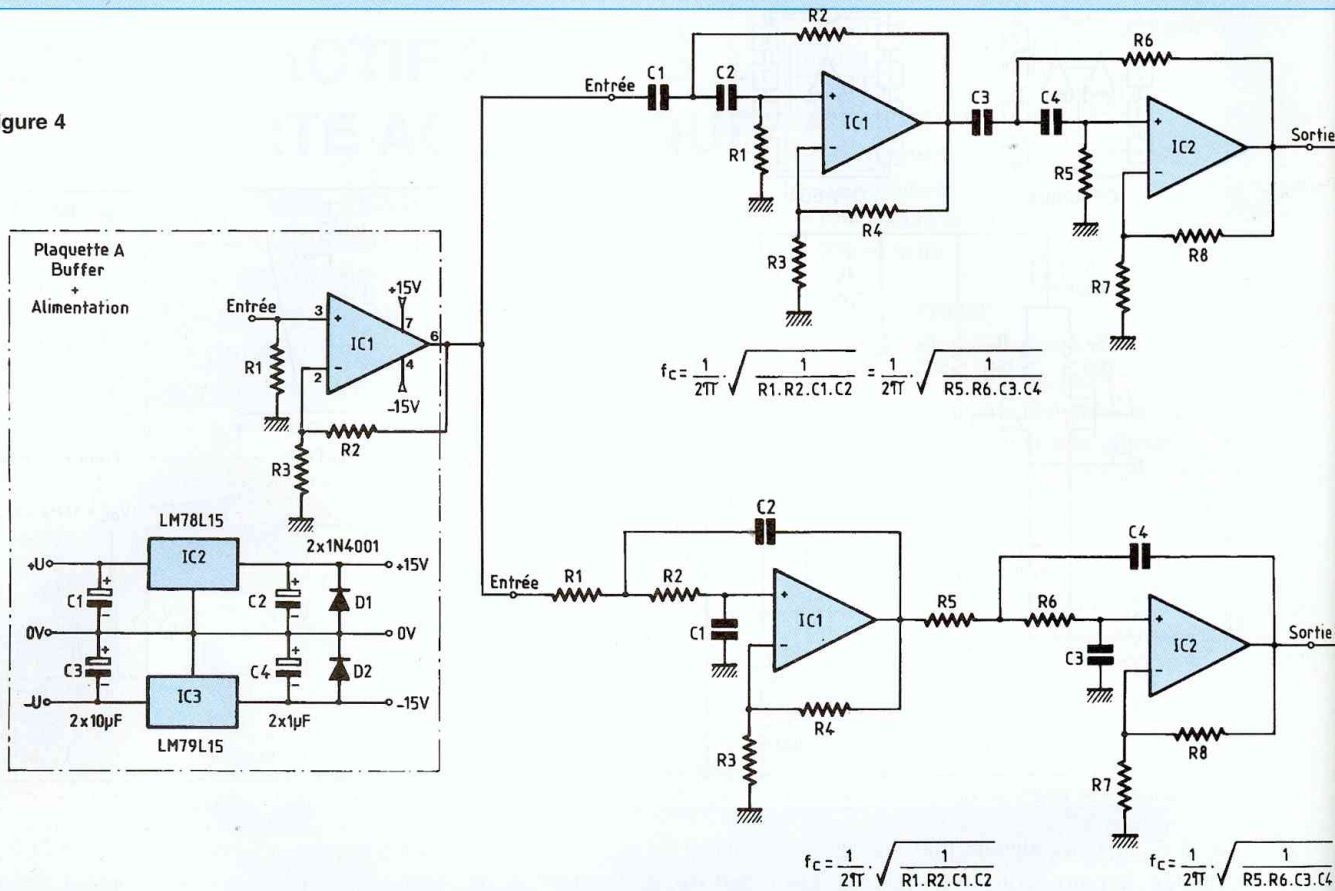 igure 4
Plaquette A
Buffer
+
Alimentation
Entrée
R1
3
+
2
−
IC1
+15V
7
6
4
−15V
R2
R3
LM78L15
IC2
2x1N4001
+U
+15V
C1
+
−
C2
+
−
D1
0V
0V
C3
+
−
C4
+
−
D2
−U
−15V
IC3
2x10µF
2x1µF
LM79L15
R2
Entrée
C1
C2
R1
+
−
IC1
R4
R3
R6
C3
C4
R5
+
−
IC2
Sortie
R8
R7
fc = 1/2π · √ 1/R1.R2.C1.C2 = 1/2π · √ 1/R5.R6.C3.C4
C2
Entrée
R1
R2
C1
+
−
IC1
R4
R3
C4
R5
R6
C3
+
−
IC2
Sortie
R8
R7
fc = 1/2π · √ 1/R1.R2.C1.C2
fc = 1/2π · √ 1/R5.R6.C3.C4